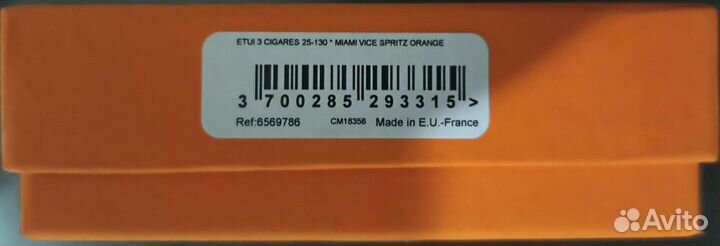 ETUI 3 CIGARES 25-130 * MIAMI VICE SPRITZ ORANGE
3 700285 293315 >
Ref:6569786 CM18356 Made in E.U.-France
Avito